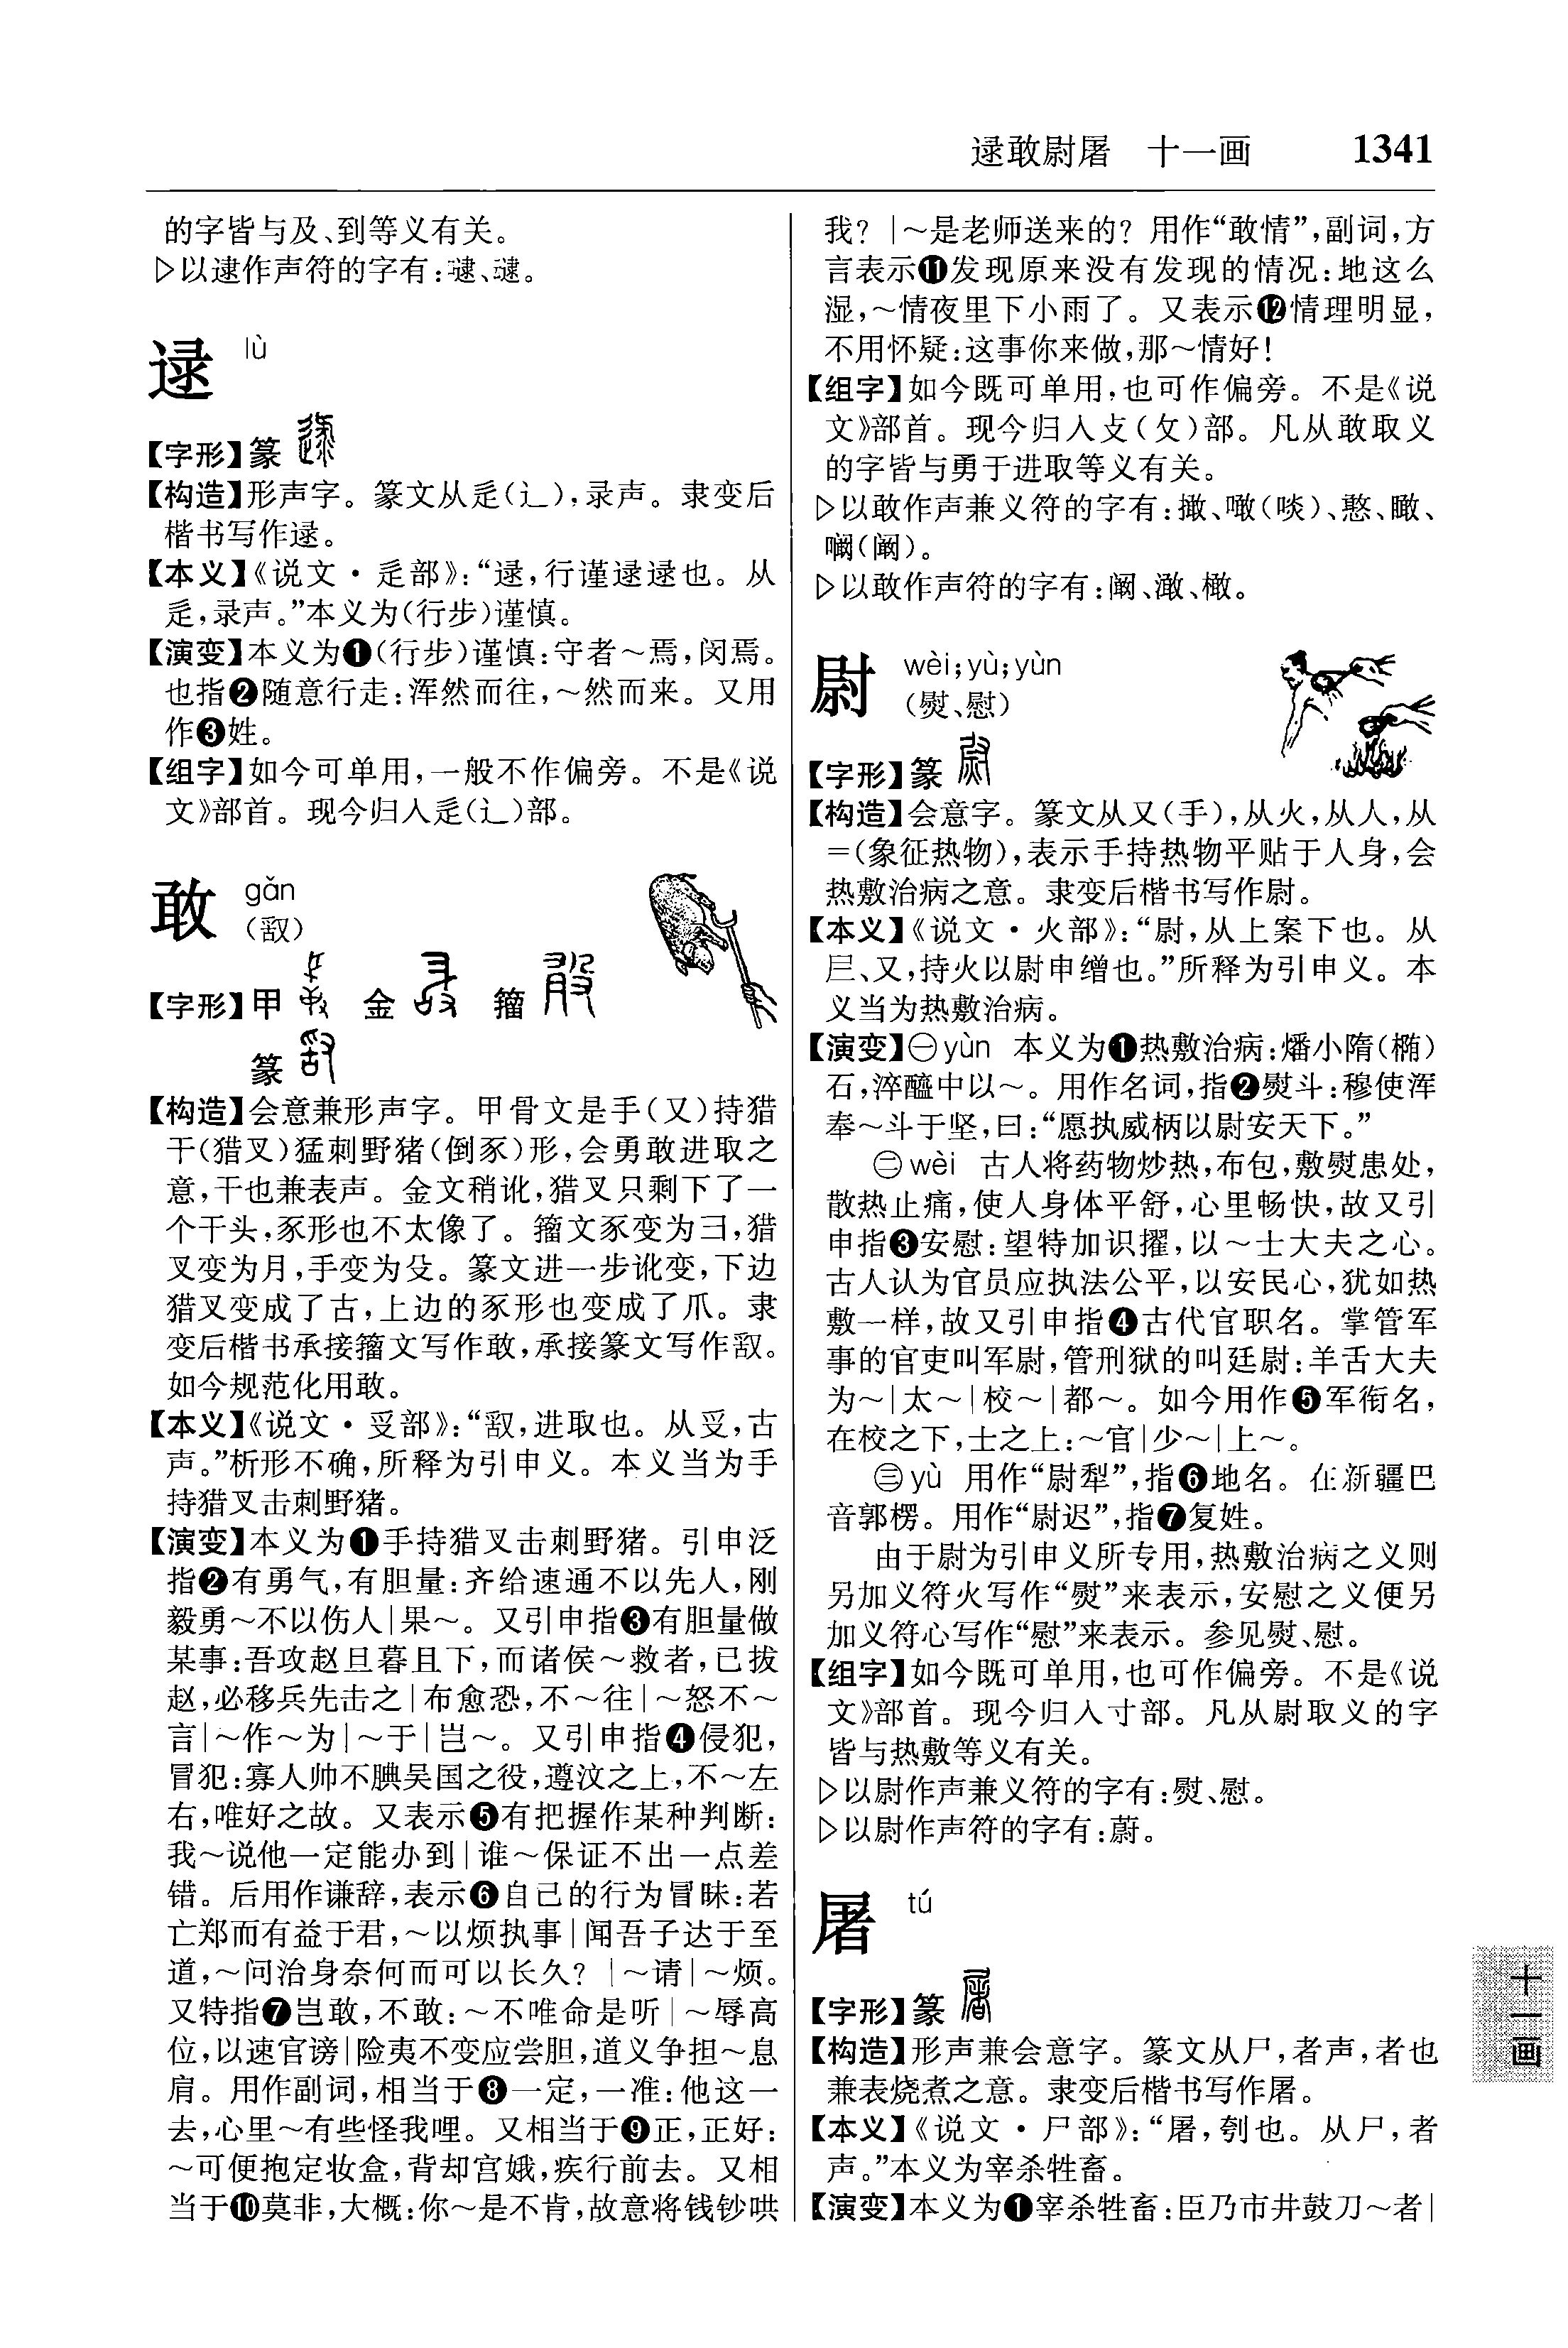 逯敢尉屠　十一画　1341
的字皆与及、到等义有关。
▷以逮作声符的字有:叇、靆。
逯 lù
【字形】篆
【构造】形声字。篆文从辵(辶),录声。隶变后
楷书写作逯。
【本义】《说文·辵部》:“逯,行谨逯逯也。从
辵,录声。”本义为(行步)谨慎。
【演变】本义为❶(行步)谨慎:守者～焉,闵焉。
也指❷随意行走:浑然而往,～然而来。又用
作❸姓。
【组字】如今可单用,一般不作偏旁。不是《说
文》部首。现今归入辵(辶)部。
敢 gǎn
(敔)
【字形】甲 金 籀
篆
【构造】会意兼形声字。甲骨文是手(又)持猎
干(猎叉)猛刺野猪(倒豕)形,会勇敢进取之
意,干也兼表声。金文稍讹,猎叉只剩下了一
个干头,豕形也不太像了。籀文豕变为彐,猎
叉变为月,手变为殳。篆文进一步讹变,下边
猎叉变成了古,上边的豕形也变成了爪。隶
变后楷书承接籀文写作敢,承接篆文写作㪉。
如今规范化用敢。
【本义】《说文·𠬪部》:“㪉,进取也。从𠬪,古
声。”析形不确,所释为引申义。本义当为手
持猎叉击刺野猪。
【演变】本义为❶手持猎叉击刺野猪。引申泛
指❷有勇气,有胆量:齐给速通不以先人,刚
毅勇～不以伤人|果～。又引申指❸有胆量做
某事:吾攻赵旦暮且下,而诸侯～救者,已拔
赵,必移兵先击之|布愈恐,不～往|～怒不～
言|～作～为|～于|岂～。又引申指❹侵犯,
冒犯:寡人帅不腆吴国之役,遵汶之上,不～左
右,唯好之故。又表示❺有把握作某种判断:
我～说他一定能办到|谁～保证不出一点差
错。后用作谦辞,表示❻自己的行为冒昧:若
亡郑而有益于君,～以烦执事|闻吾子达于至
道,～问治身奈何而可以长久?|～请|～烦。
又特指❼岂敢,不敢:～不唯命是听|～辱高
位,以速官谤|险夷不变应尝胆,道义争担～息
肩。用作副词,相当于❽一定,一准:他这一
去,心里～有些怪我哩。又相当于❾正,正好:
～可便抱定妆盒,背却宫娥,疾行前去。又相
当于❿莫非,大概:你～是不肯,故意将钱钞哄
我?|～是老师送来的?用作“敢情”,副词,方
言表示⓫发现原来没有发现的情况:地这么
湿,～情夜里下小雨了。又表示⓬情理明显,
不用怀疑:这事你来做,那～情好!
【组字】如今既可单用,也可作偏旁。不是《说
文》部首。现今归入攴(攵)部。凡从敢取义
的字皆与勇于进取等义有关。
▷以敢作声兼义符的字有:撖、噉(啖)、憨、瞰、
㘚(阚)。
▷以敢作声符的字有:阚、澉、橄。
尉 wèi;yù;yùn
(熨、慰)
【字形】篆
【构造】会意字。篆文从又(手),从火,从人,从
=(象征热物),表示手持热物平贴于人身,会
热敷治病之意。隶变后楷书写作尉。
【本义】《说文·火部》:“尉,从上案下也。从
𡰥、又,持火以尉申缯也。”所释为引申义。本
义当为热敷治病。
【演变】㊀yùn 本义为❶热敷治病:燔小隋(椭)
石,淬醯中以～。用作名词,指❷熨斗:穆使浑
奉～斗于坚,曰:“愿执威柄以尉安天下。”
㊁wèi 古人将药物炒热,布包,敷熨患处,
散热止痛,使人身体平舒,心里畅快,故又引
申指❸安慰:望特加识擢,以～士大夫之心。
古人认为官员应执法公平,以安民心,犹如热
敷一样,故又引申指❹古代官职名。掌管军
事的官吏叫军尉,管刑狱的叫廷尉:羊舌大夫
为～|太～|校～|都～。如今用作❺军衔名,
在校之下,士之上:～官|少～|上～。
㊂yù 用作“尉犁”,指❻地名。在新疆巴
音郭楞。用作“尉迟”,指❼复姓。
由于尉为引申义所专用,热敷治病之义则
另加义符火写作“熨”来表示,安慰之义便另
加义符心写作“慰”来表示。参见熨、慰。
【组字】如今既可单用,也可作偏旁。不是《说
文》部首。现今归入寸部。凡从尉取义的字
皆与热敷等义有关。
▷以尉作声兼义符的字有:熨、慰。
▷以尉作声符的字有:蔚。
屠 tú
【字形】篆
【构造】形声兼会意字。篆文从尸,者声,者也
兼表烧煮之意。隶变后楷书写作屠。
【本义】《说文·尸部》:“屠,刳也。从尸,者
声。”本义为宰杀牲畜。
【演变】本义为❶宰杀牲畜:臣乃市井鼓刀～者|
十一画